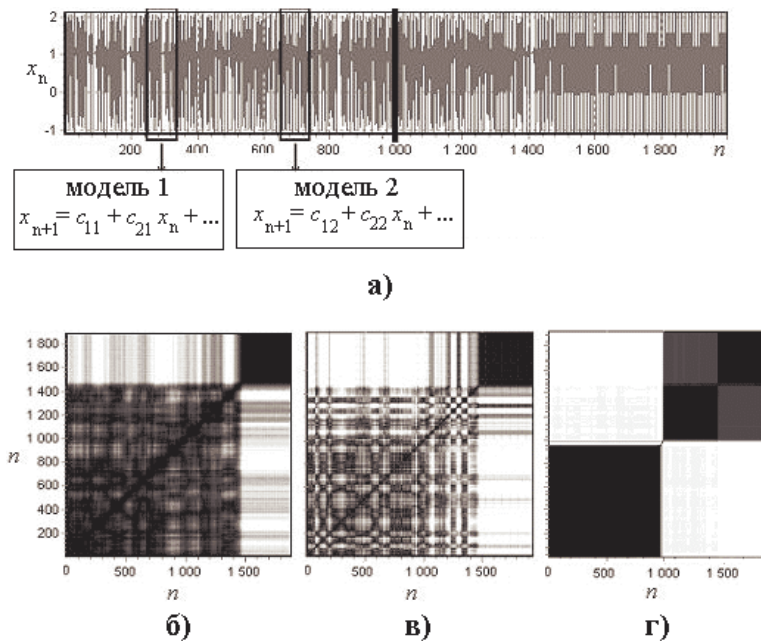 2
1
0
-1
x_n
200
400
600
800
1 000
1 200
1 400
1 600
1 800
n
модель 1
x_{n+1} = c_{11} + c_{21} x_n + ...
модель 2
x_{n+1} = c_{12} + c_{22} x_n + ...
а)
1 800
1 600
1 400
1 200
1 000
800
600
400
200
n
0 500 1 000 1 500
0 500 1 000 1 500
0 500 1 000 1 500
n n n
б) в) г)